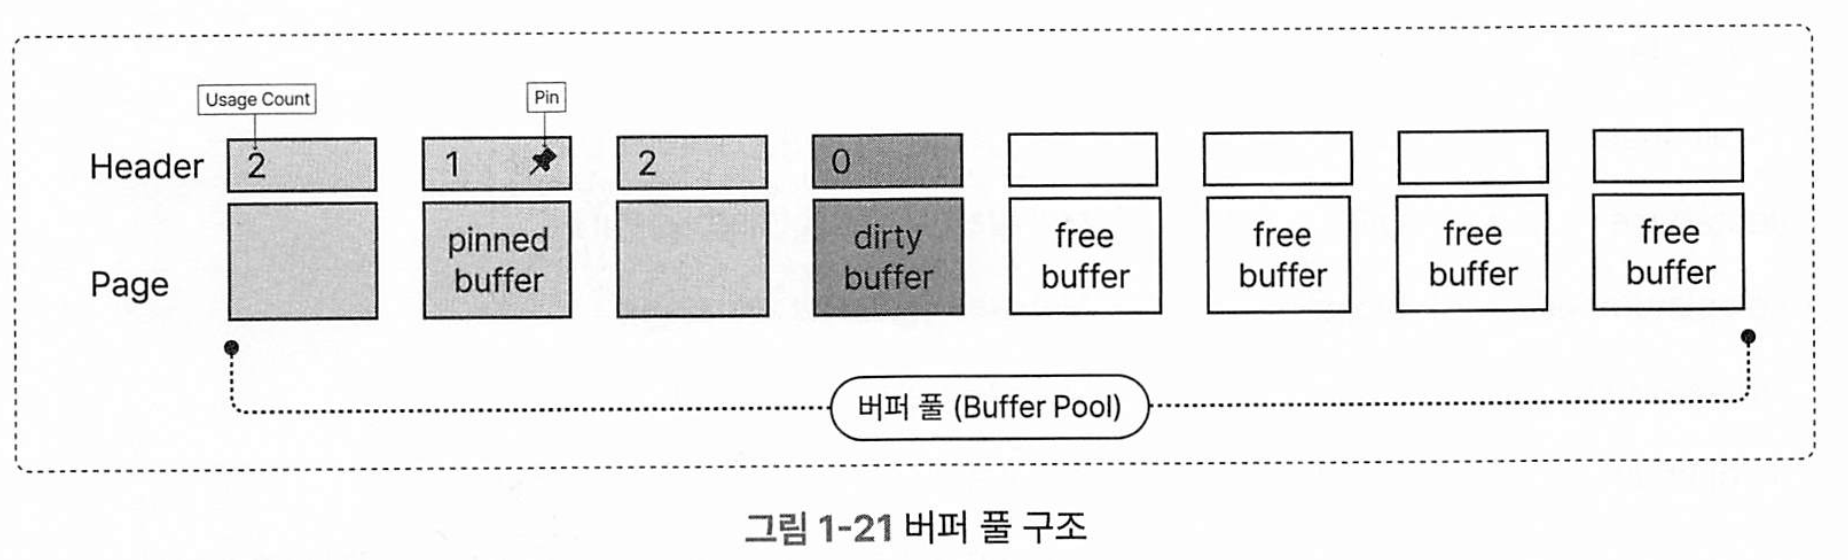 Usage Count
Pin
Header
2
1
2
0
Page
pinned
buffer
dirty
buffer
free
buffer
free
buffer
free
buffer
free
buffer
버퍼 풀 (Buffer Pool)
그림 1-21 버퍼 풀 구조